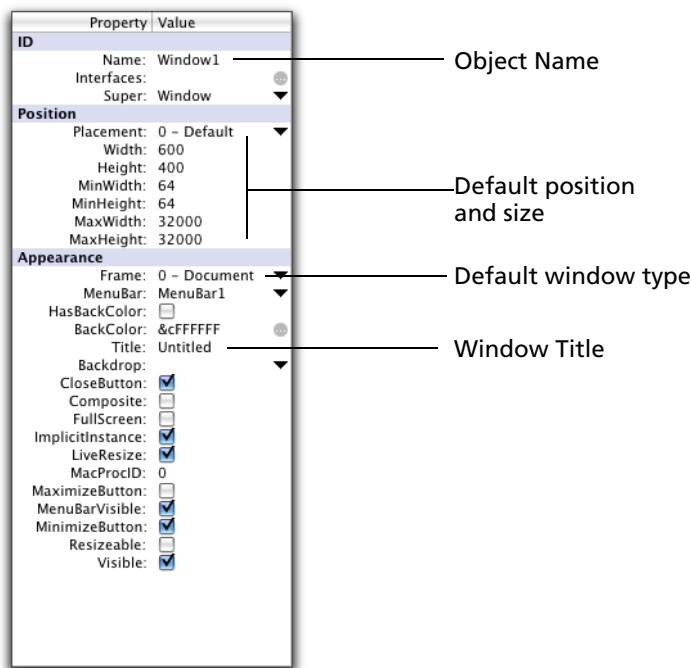 Property Value
ID
Name: Window1
Object Name
Interfaces:
Super: Window
Position
Placement: 0 – Default
Width: 600
Height: 400
MinWidth: 64
MinHeight: 64
MaxWidth: 32000
MaxHeight: 32000
Default position
and size
Appearance
Frame: 0 – Document
Default window type
MenuBar: MenuBar1
HasBackColor:
BackColor: &cFFFFFF
Title: Untitled
Window Title
Backdrop:
CloseButton:
Composite:
FullScreen:
ImplicitInstance:
LiveResize:
MacProcID: 0
MaximizeButton:
MenuBarVisible:
MinimizeButton:
Resizeable:
Visible: